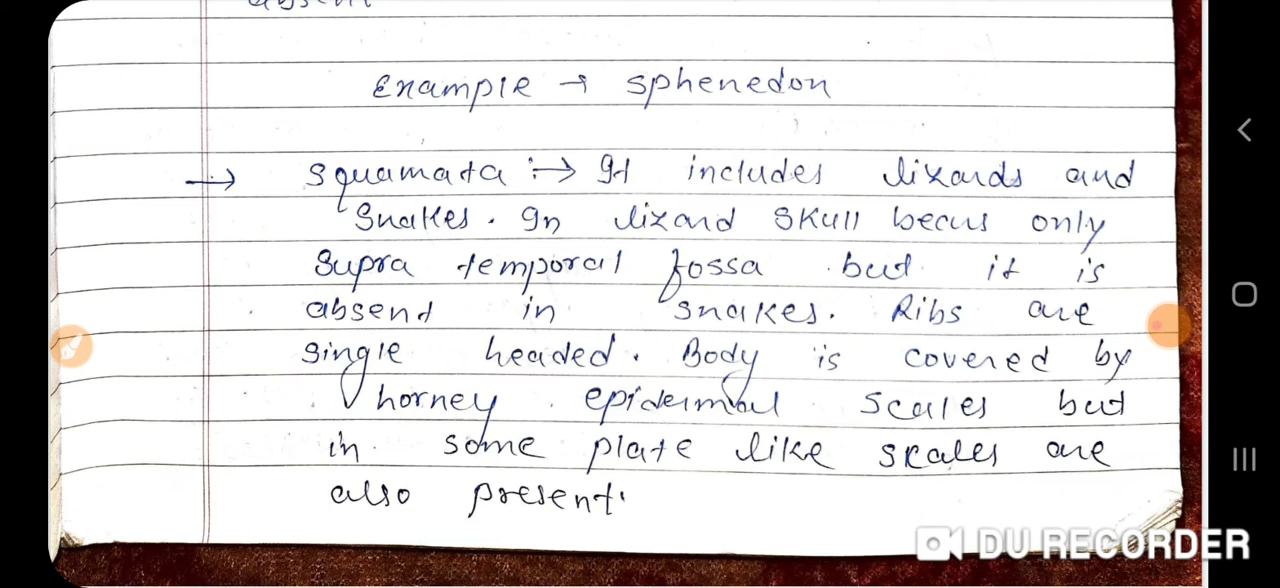 absent
Example → Sphenedon
→ Squamata :→ It includes lizards and
Snakes. In lizard Skull bears only
Supra temporal fossa but it is
absent in snakes. Ribs are
single headed. Body is covered by
horney epidermal scales but
in some plate like skales are
also present.
DU RECORDER